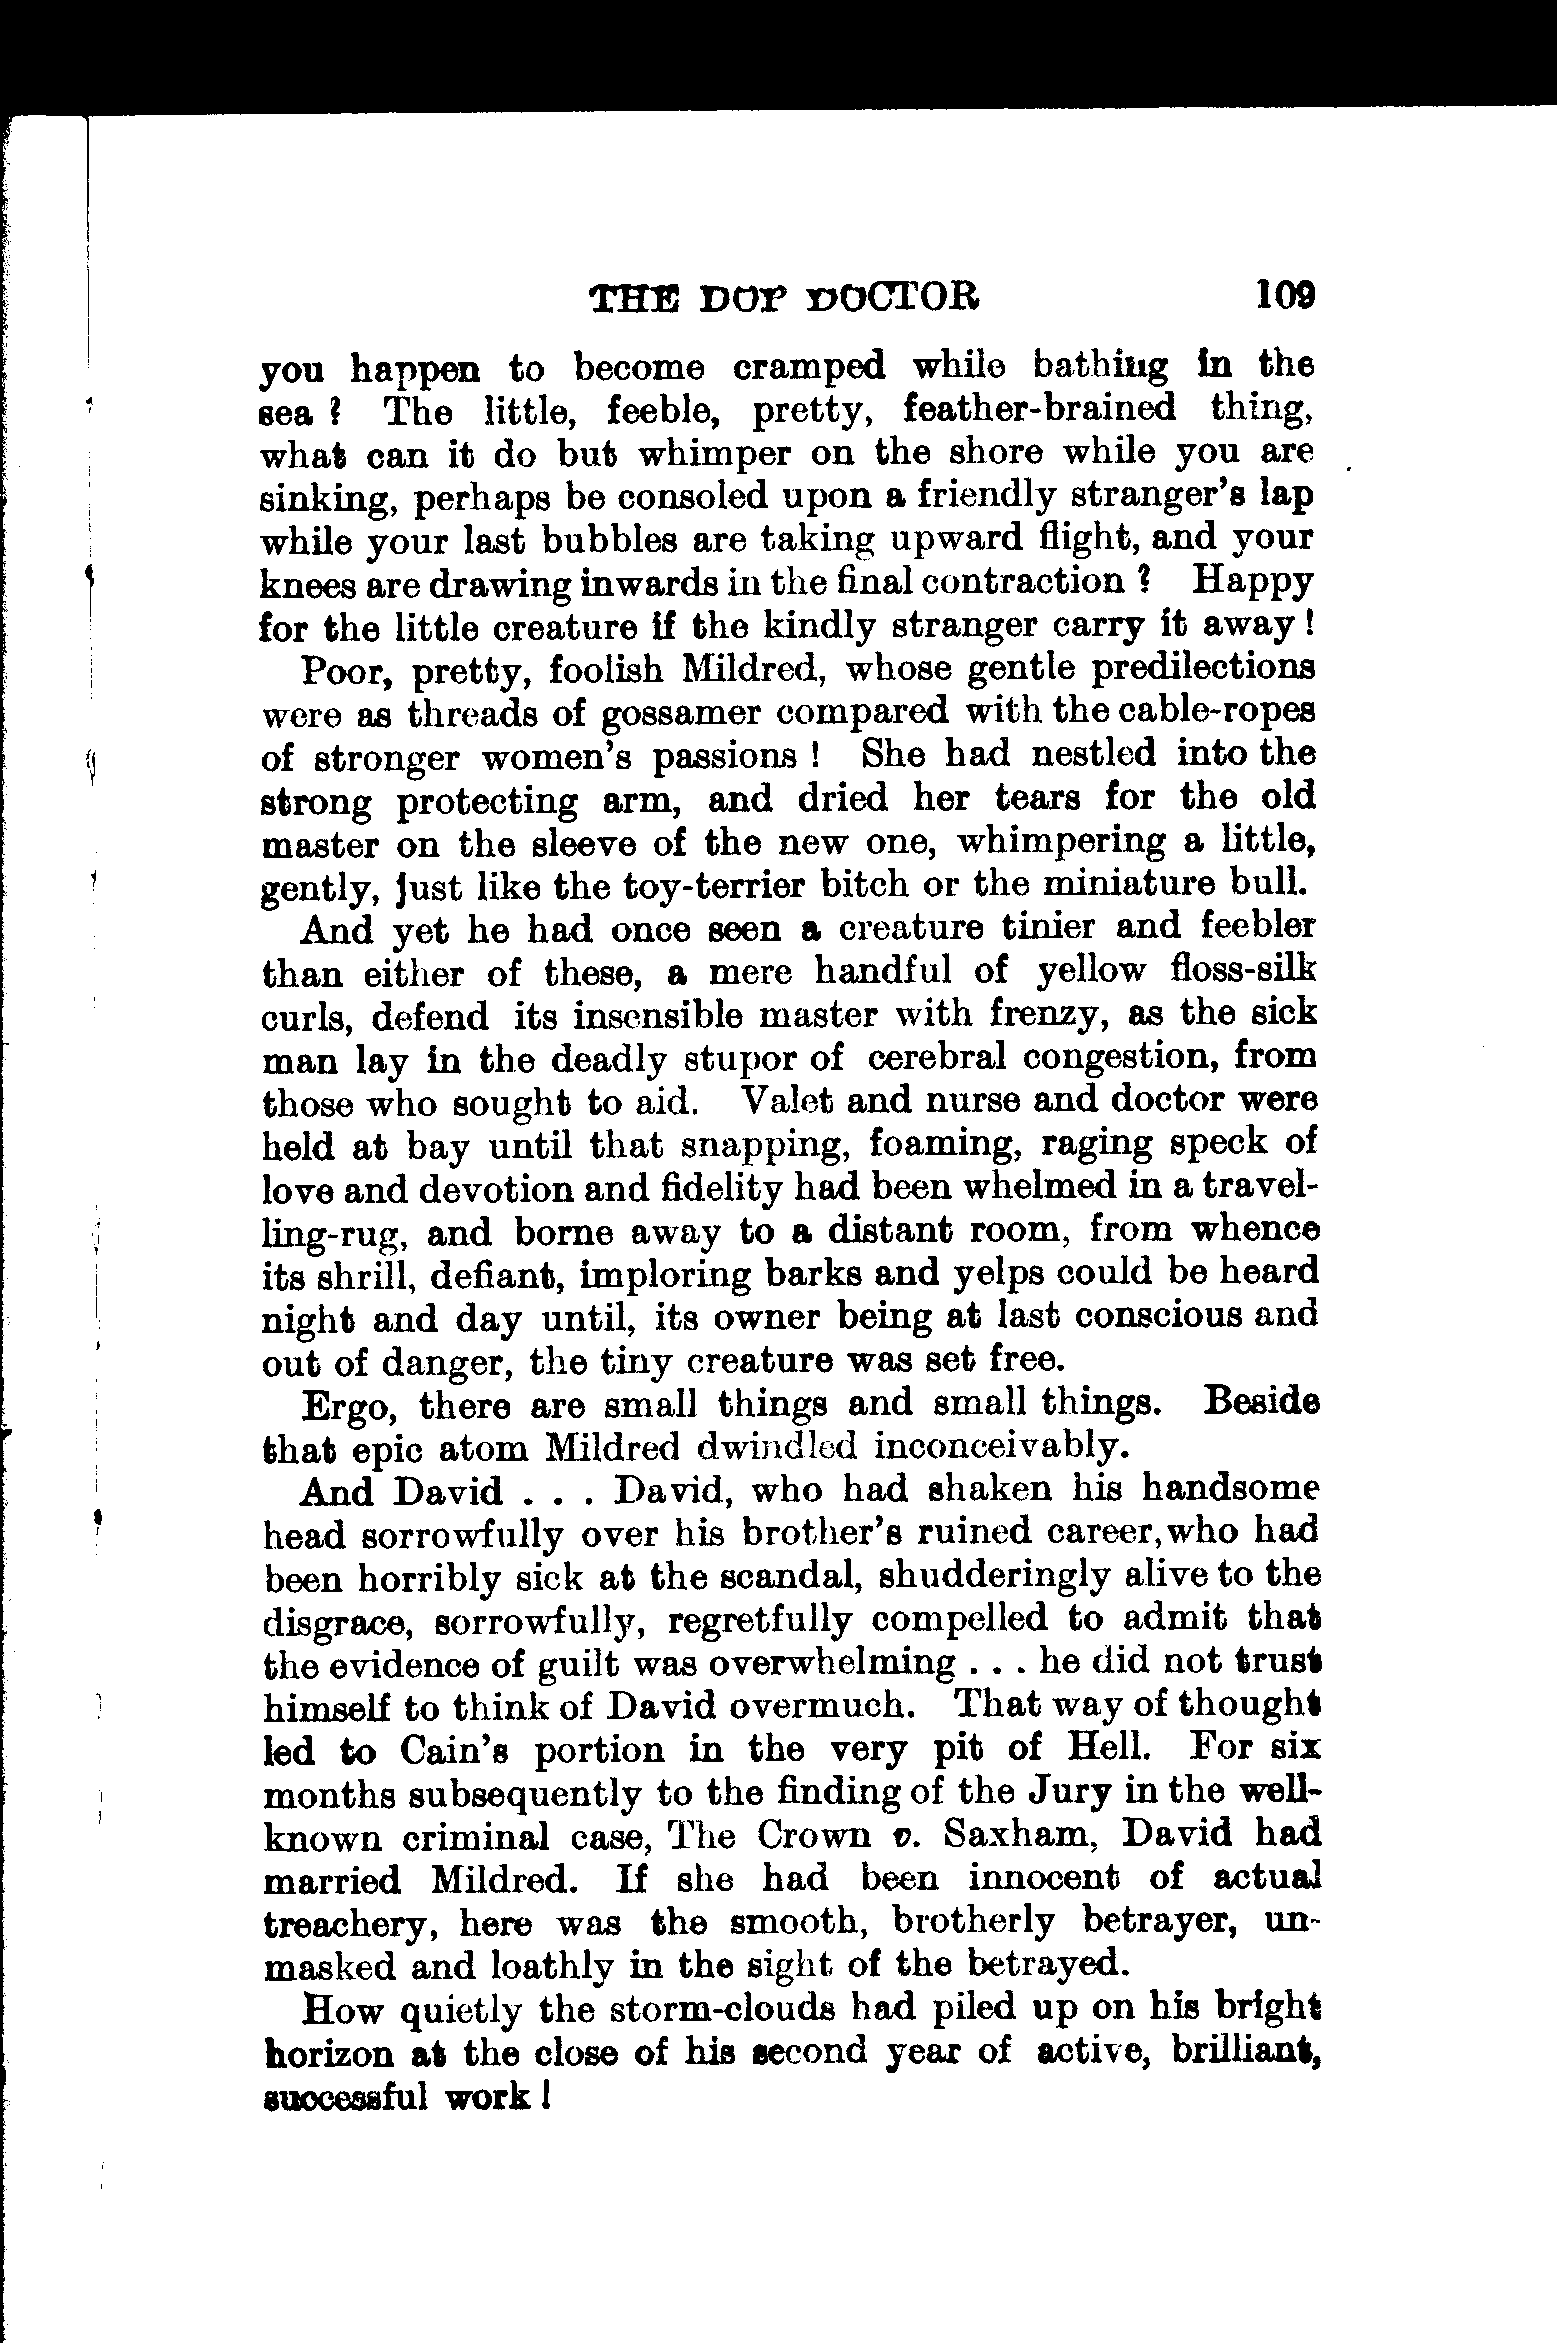 THE DOP DOCTOR 109
you happen to become cramped while bathing in the
sea ? The little, feeble, pretty, feather-brained thing,
what can it do but whimper on the shore while you are
sinking, perhaps be consoled upon a friendly stranger's lap
while your last bubbles are taking upward flight, and your
knees are drawing inwards in the final contraction ? Happy
for the little creature if the kindly stranger carry it away !
Poor, pretty, foolish Mildred, whose gentle predilections
were as threads of gossamer compared with the cable-ropes
of stronger women's passions ! She had nestled into the
strong protecting arm, and dried her tears for the old
master on the sleeve of the new one, whimpering a little,
gently, just like the toy-terrier bitch or the miniature bull.
And yet he had once seen a creature tinier and feebler
than either of these, a mere handful of yellow floss-silk
curls, defend its insensible master with frenzy, as the sick
man lay in the deadly stupor of cerebral congestion, from
those who sought to aid. Valet and nurse and doctor were
held at bay until that snapping, foaming, raging speck of
love and devotion and fidelity had been whelmed in a travel-
ling-rug, and borne away to a distant room, from whence
its shrill, defiant, imploring barks and yelps could be heard
night and day until, its owner being at last conscious and
out of danger, the tiny creature was set free.
Ergo, there are small things and small things. Beside
that epic atom Mildred dwindled inconceivably.
And David . . . David, who had shaken his handsome
head sorrowfully over his brother's ruined career, who had
been horribly sick at the scandal, shudderingly alive to the
disgrace, sorrowfully, regretfully compelled to admit that
the evidence of guilt was overwhelming . . . he did not trust
himself to think of David overmuch. That way of thought
led to Cain's portion in the very pit of Hell. For six
months subsequently to the finding of the Jury in the well-
known criminal case, The Crown v. Saxham, David had
married Mildred. If she had been innocent of actual
treachery, here was the smooth, brotherly betrayer, un-
masked and loathly in the sight of the betrayed.
How quietly the storm-clouds had piled up on his bright
horizon at the close of his second year of active, brilliant,
successful work !